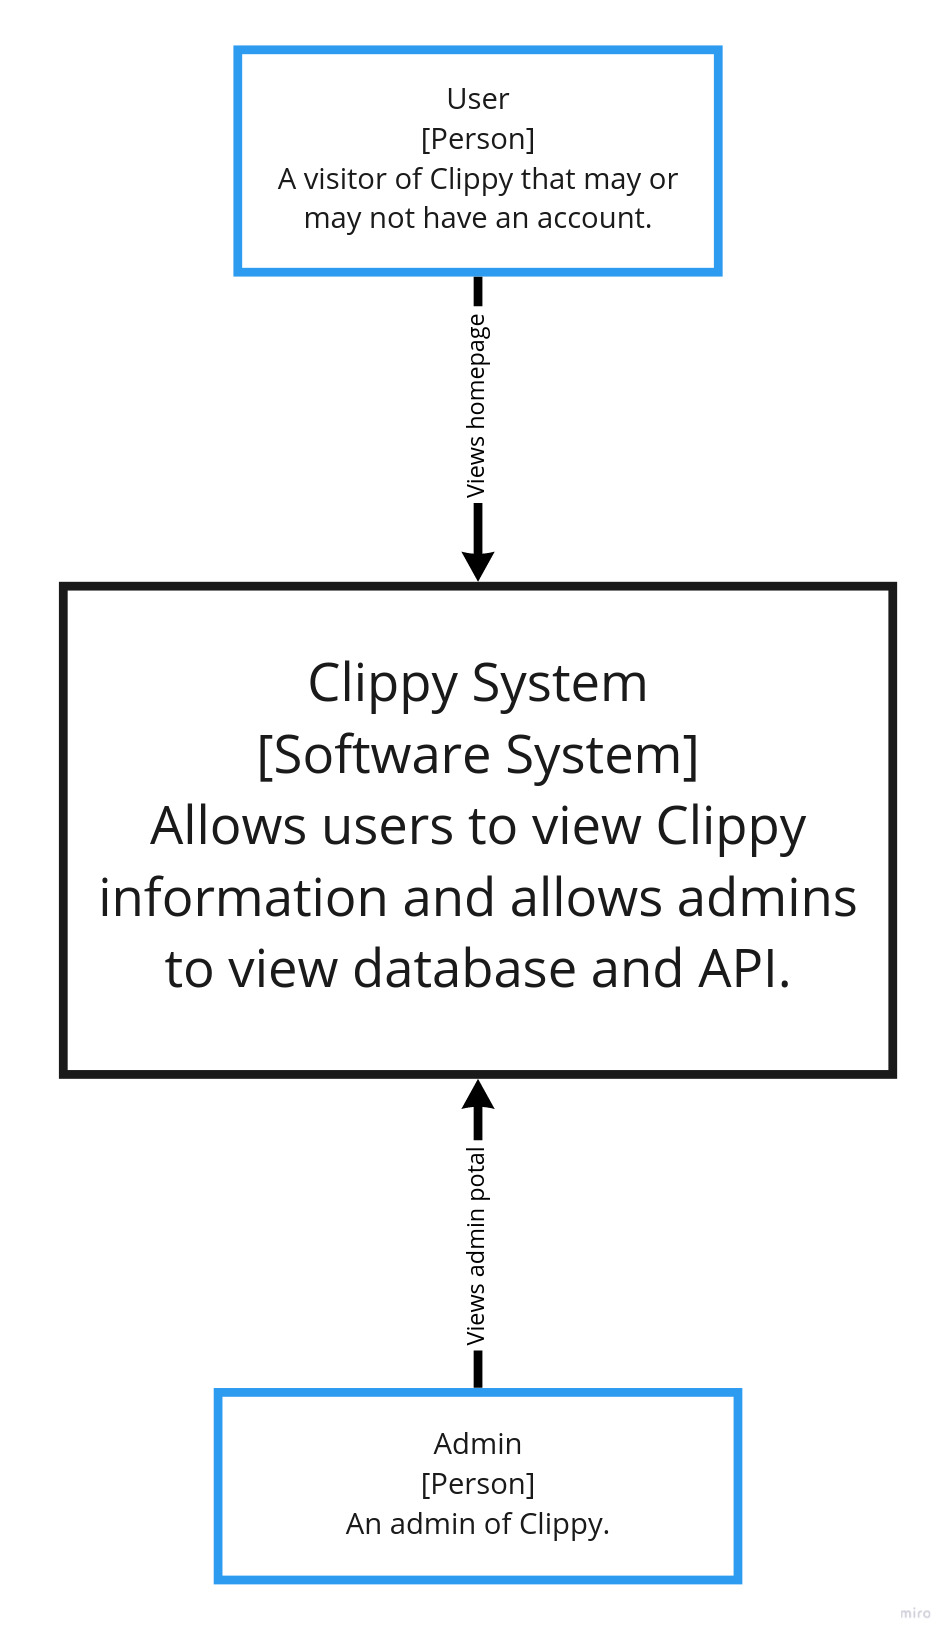 User
[Person]
A visitor of Clippy that may or
may not have an account.
Views homepage
Clippy System
[Software System]
Allows users to view Clippy
information and allows admins
to view database and API.
Views admin potal
Admin
[Person]
An admin of Clippy.
miro